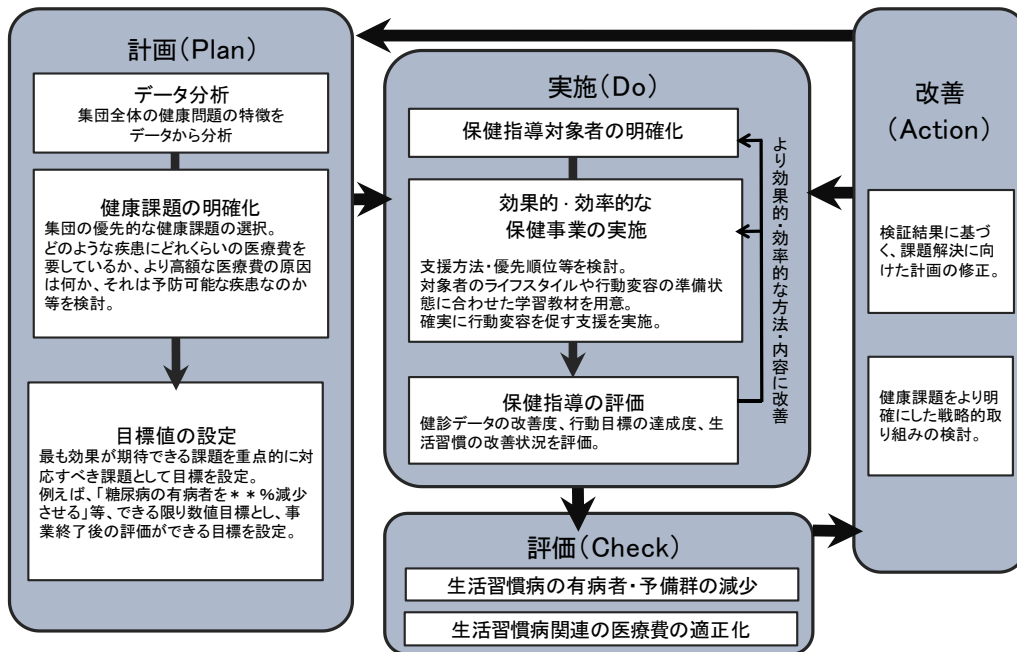 計画(Plan)
データ分析
集団全体の健康問題の特徴を
データから分析
健康課題の明確化
集団の優先的な健康課題の選択。
どのような疾患にどれくらいの医療費を
要しているか、より高額な医療費の原因
は何か、それは予防可能な疾患なのか
等を検討。
目標値の設定
最も効果が期待できる課題を重点的に対
応すべき課題として目標を設定。
例えば、「糖尿病の有病者を**%減少
させる」等、できる限り数値目標とし、事
業終了後の評価ができる目標を設定。
実施(Do)
保健指導対象者の明確化
効果的・効率的な
保健事業の実施
支援方法・優先順位等を検討。
対象者のライフスタイルや行動変容の準備状
態に合わせた学習教材を用意。
確実に行動変容を促す支援を実施。
保健指導の評価
健診データの改善度、行動目標の達成度、生
活習慣の改善状況を評価。
より効果的・効率的な方法・内容に改善
評価(Check)
生活習慣病の有病者・予備群の減少
生活習慣病関連の医療費の適正化
改善
(Action)
検証結果に基づ
く、課題解決に向
けた計画の修正。
健康課題をより明
確にした戦略的取
り組みの検討。